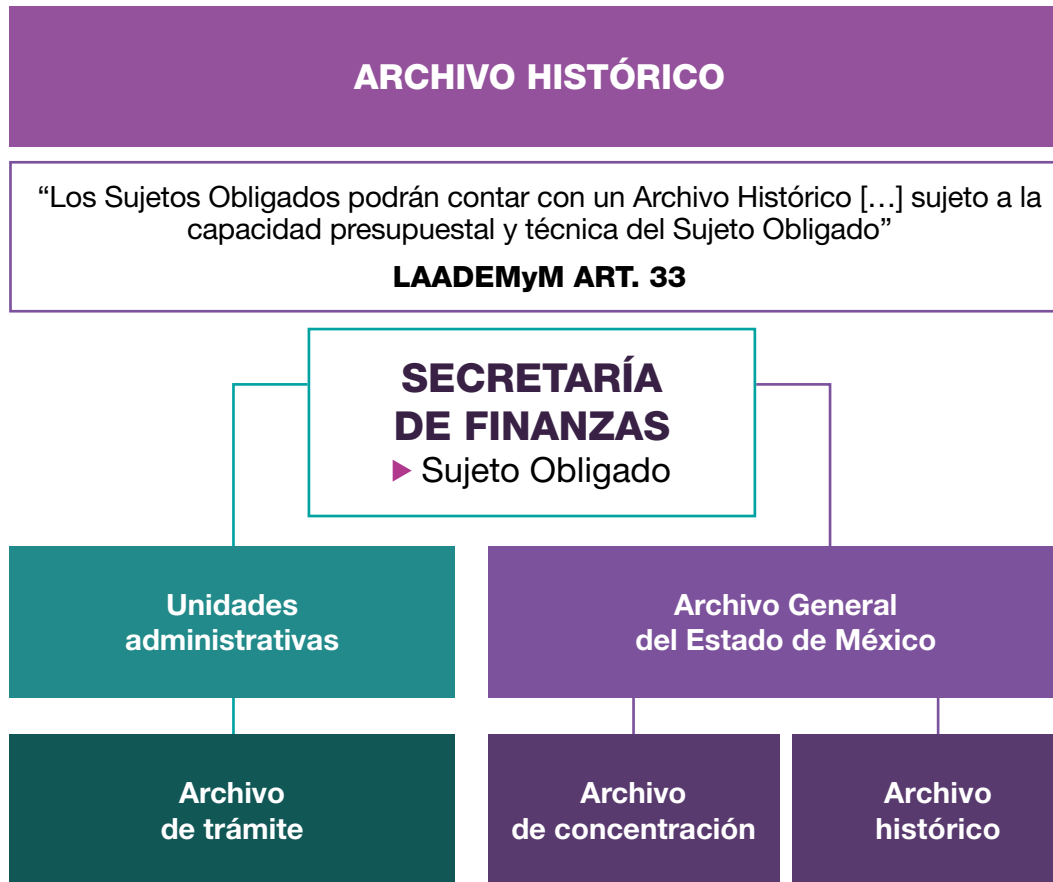 ARCHIVO HISTÓRICO
“Los Sujetos Obligados podrán contar con un Archivo Histórico [...] sujeto a la
capacidad presupuestal y técnica del Sujeto Obligado”
LAADEMyM ART. 33
SECRETARÍA
DE FINANZAS
▶ Sujeto Obligado
Unidades
administrativas
Archivo General
del Estado de México
Archivo
de trámite
Archivo
de concentración
Archivo
histórico